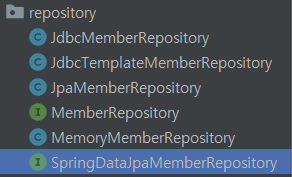 repository
C JdbcMemberRepository
C JdbcTemplateMemberRepository
C JpaMemberRepository
I MemberRepository
C MemoryMemberRepository
I SpringDataJpaMemberRepository